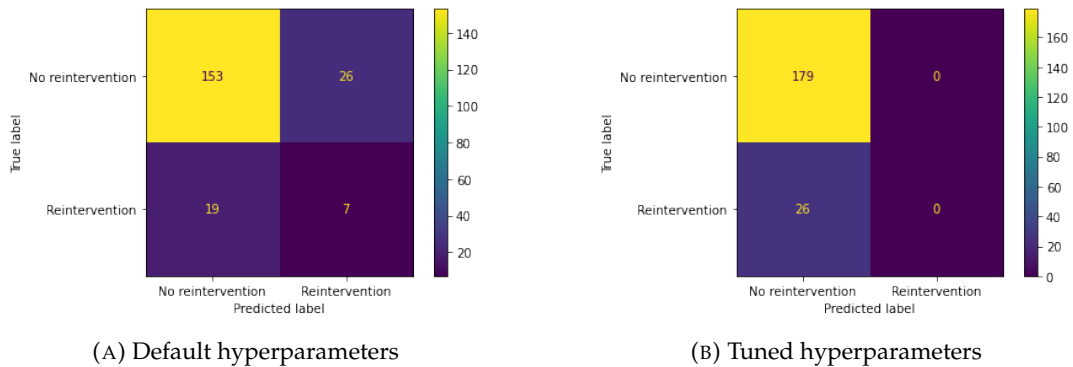 No reintervention
Reintervention
True label
153
26
19
7
No reintervention
Reintervention
Predicted label
140
120
100
80
60
40
20
(A) Default hyperparameters
No reintervention
Reintervention
True label
179
0
26
0
No reintervention
Reintervention
Predicted label
160
140
120
100
80
60
40
20
0
(B) Tuned hyperparameters